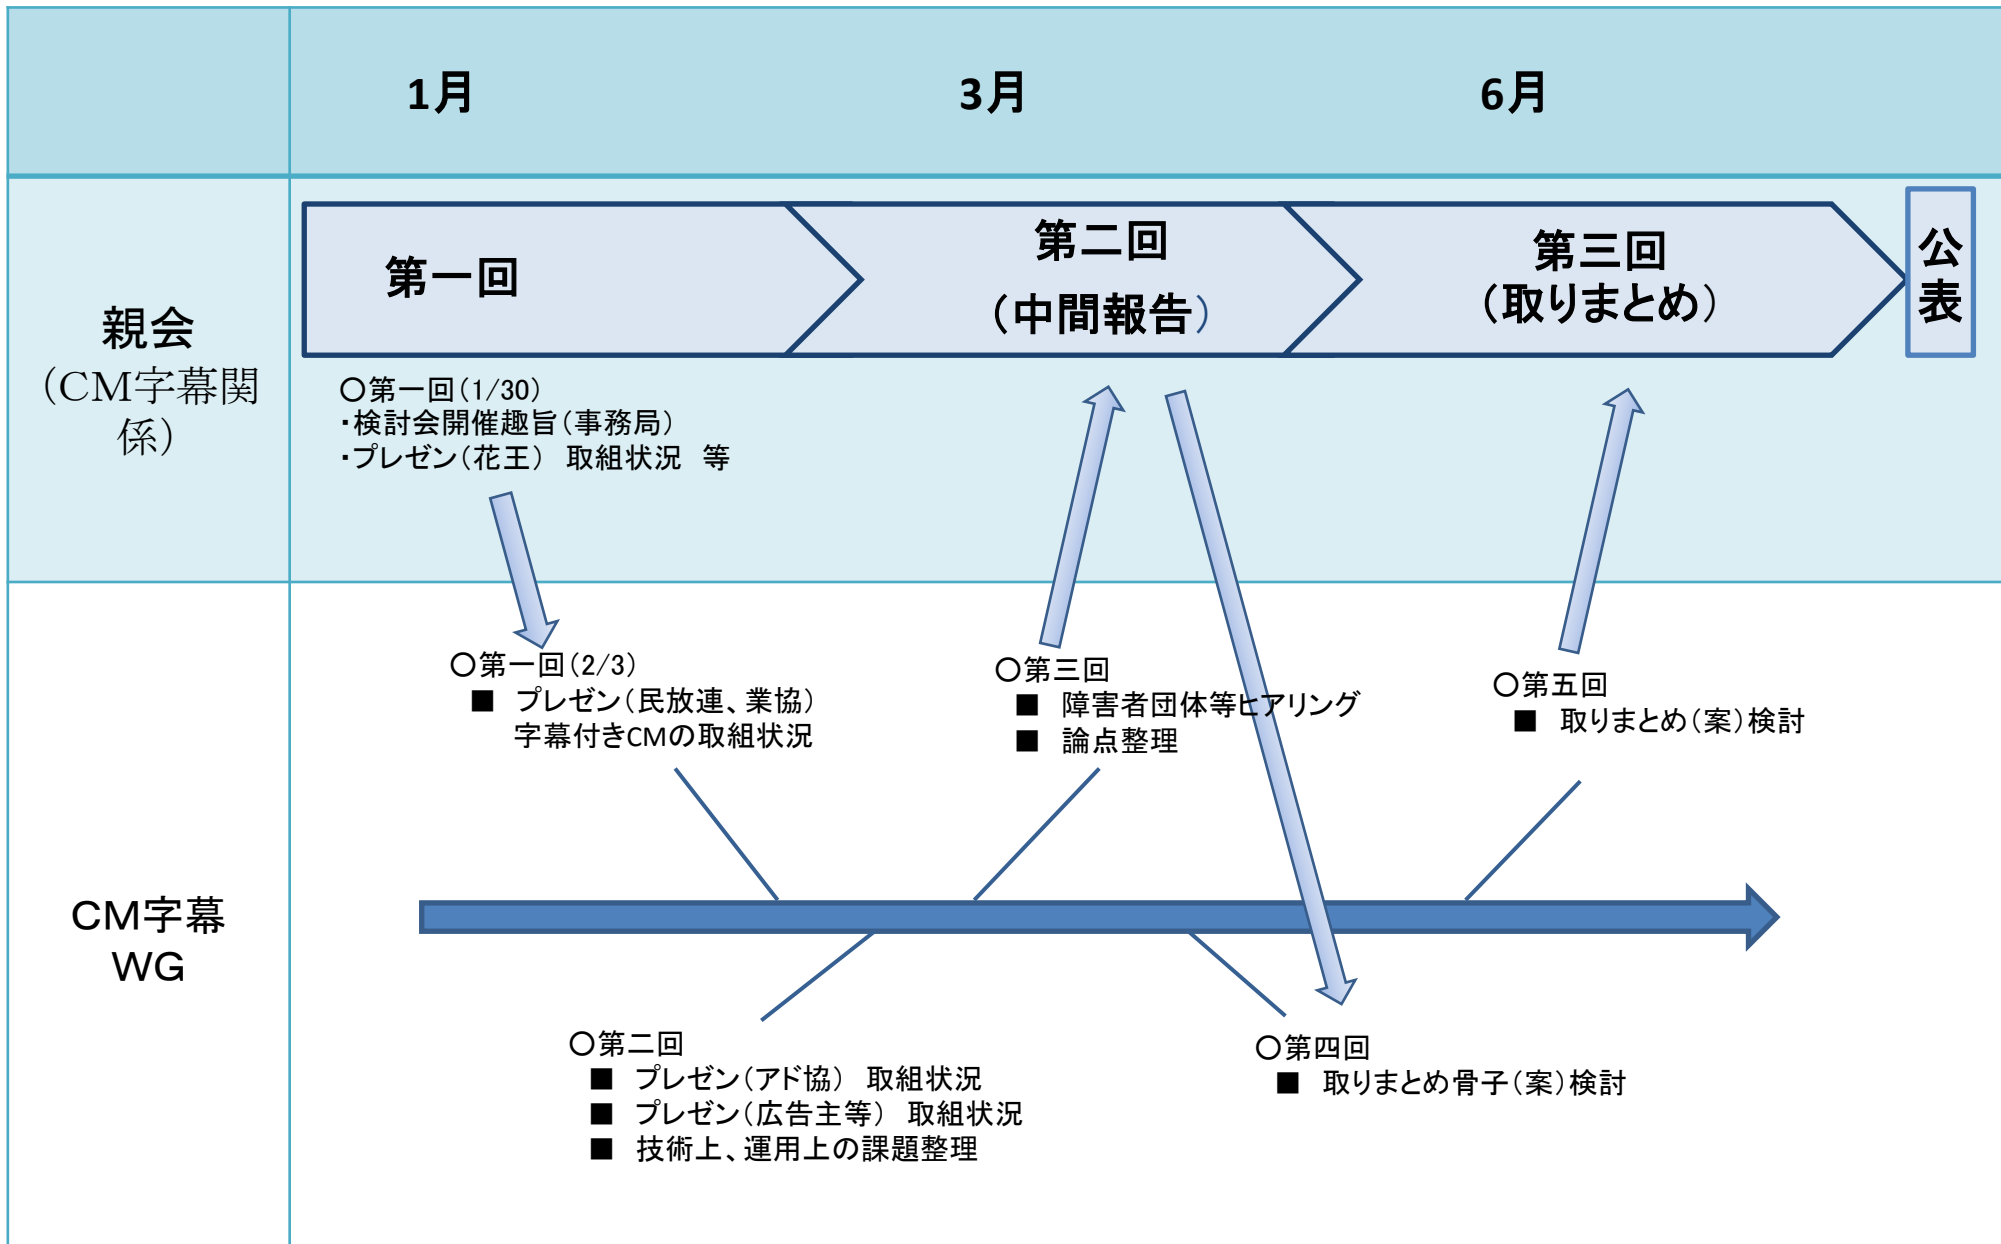 1月
3月
6月
親会
（CM字幕関
係）
第一回
第二回
（中間報告）
第三回
（取りまとめ）
公
表
○第一回（1/30）
・検討会開催趣旨（事務局）
・プレゼン（花王）　取組状況　等
CM字幕
WG
○第一回（2/3）
■　プレゼン（民放連、業協）
字幕付きCMの取組状況
○第三回
■　障害者団体等ヒアリング
■　論点整理
○第五回
■　取りまとめ（案）検討
○第二回
■　プレゼン（アド協）　取組状況
■　プレゼン（広告主等）　取組状況
■　技術上、運用上の課題整理
○第四回
■　取りまとめ骨子（案）検討